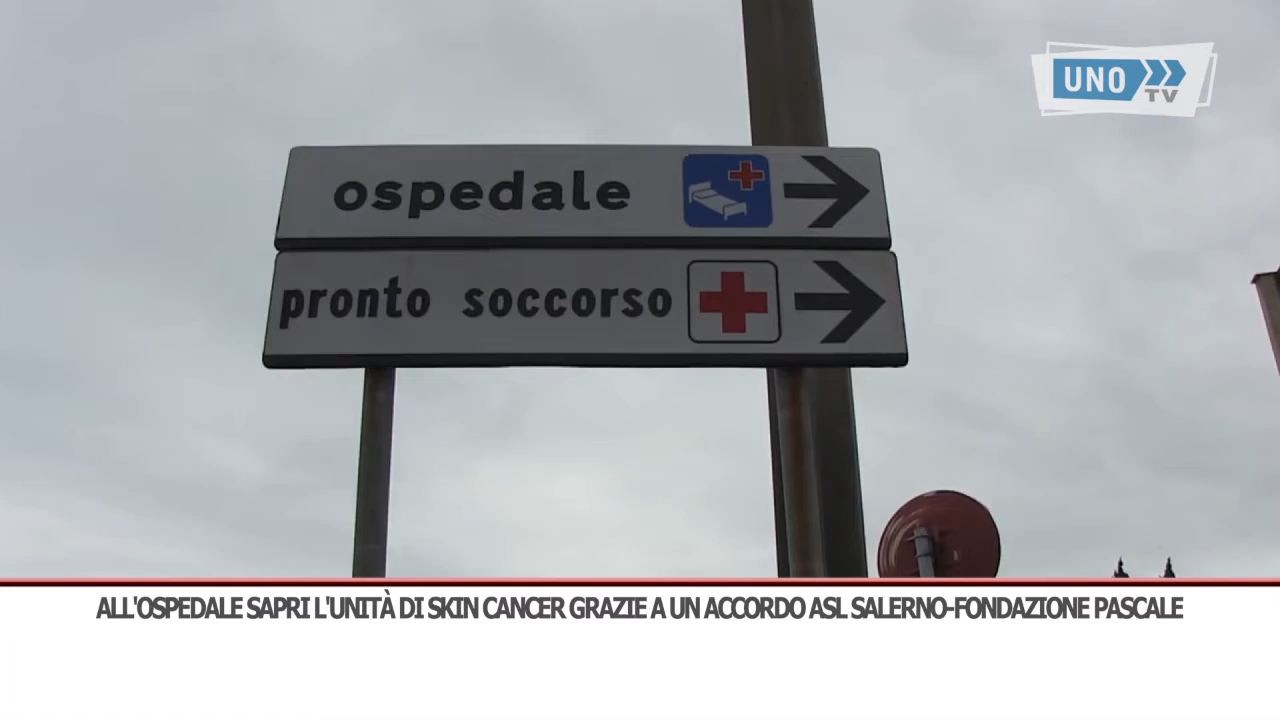 UNO
TV
ospedale
pronto soccorso
ALL'OSPEDALE SAPRI L'UNITÀ DI SKIN CANCER GRAZIE A UN ACCORDO ASL SALERNO-FONDAZIONE PASCALE